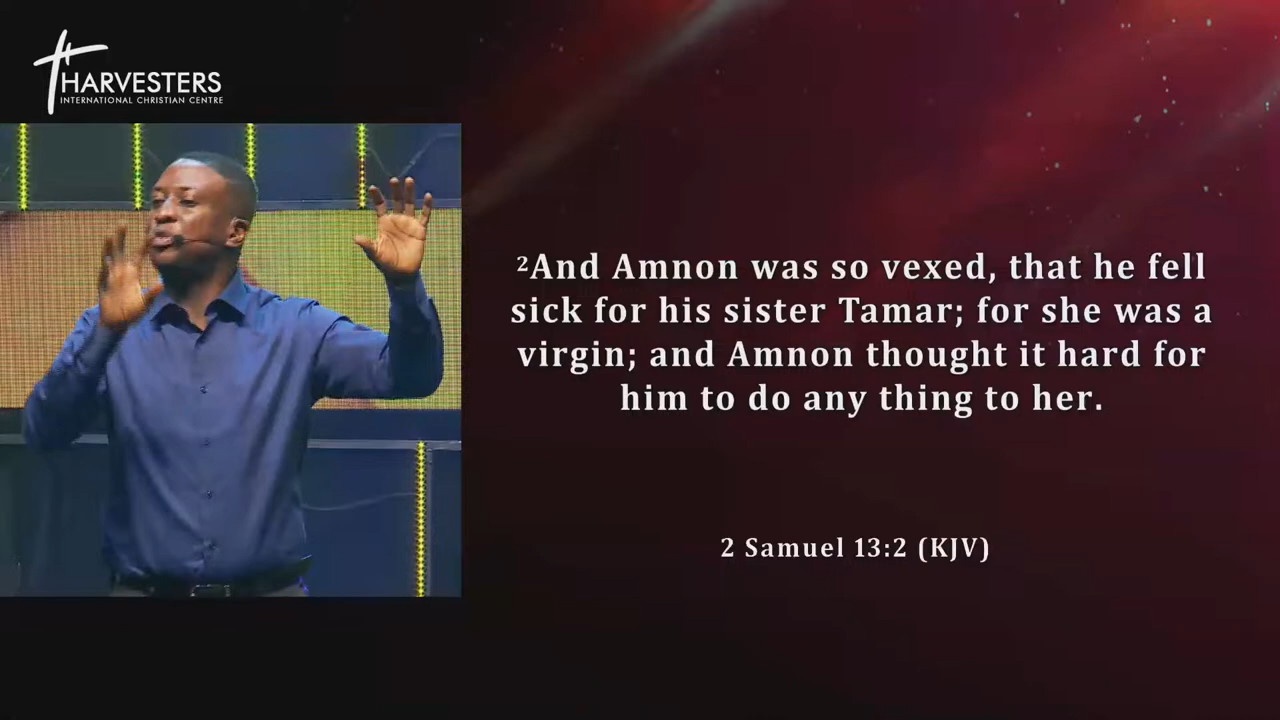 HARVESTERS
INTERNATIONAL CHRISTIAN CENTRE
²And Amnon was so vexed, that he fell
sick for his sister Tamar; for she was a
virgin; and Amnon thought it hard for
him to do any thing to her.
2 Samuel 13:2 (KJV)